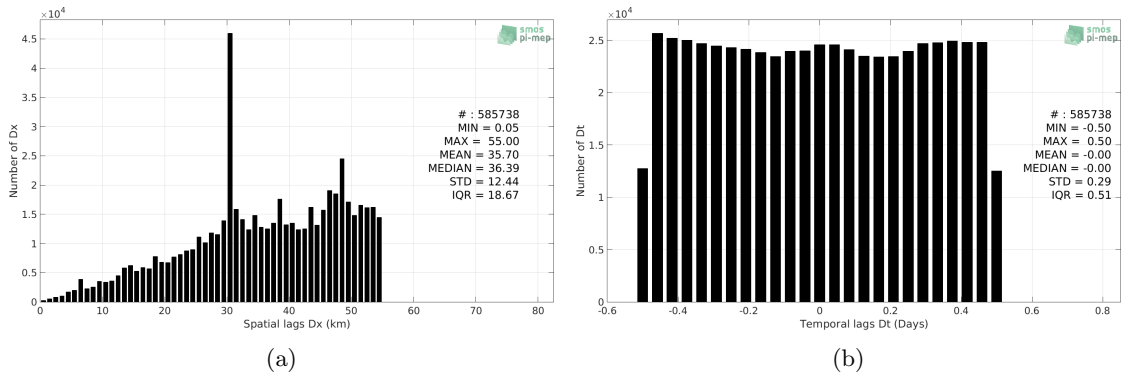 ×10⁴
4.5
4
3.5
3
2.5
2
1.5
1
0.5
0
Number of Dx
0 10 20 30 40 50 60 70 80
Spatial lags Dx (km)
smos
pi-mep
# : 585738
MIN = 0.05
MAX = 55.00
MEAN = 35.70
MEDIAN = 36.39
STD = 12.44
IQR = 18.67
(a)
×10⁴
2.5
2
1.5
1
0.5
0
Number of Dt
-0.6 -0.4 -0.2 0 0.2 0.4 0.6 0.8
Temporal lags Dt (Days)
smos
pi-mep
# : 585738
MIN = -0.50
MAX = 0.50
MEAN = -0.00
MEDIAN = -0.00
STD = 0.29
IQR = 0.51
(b)